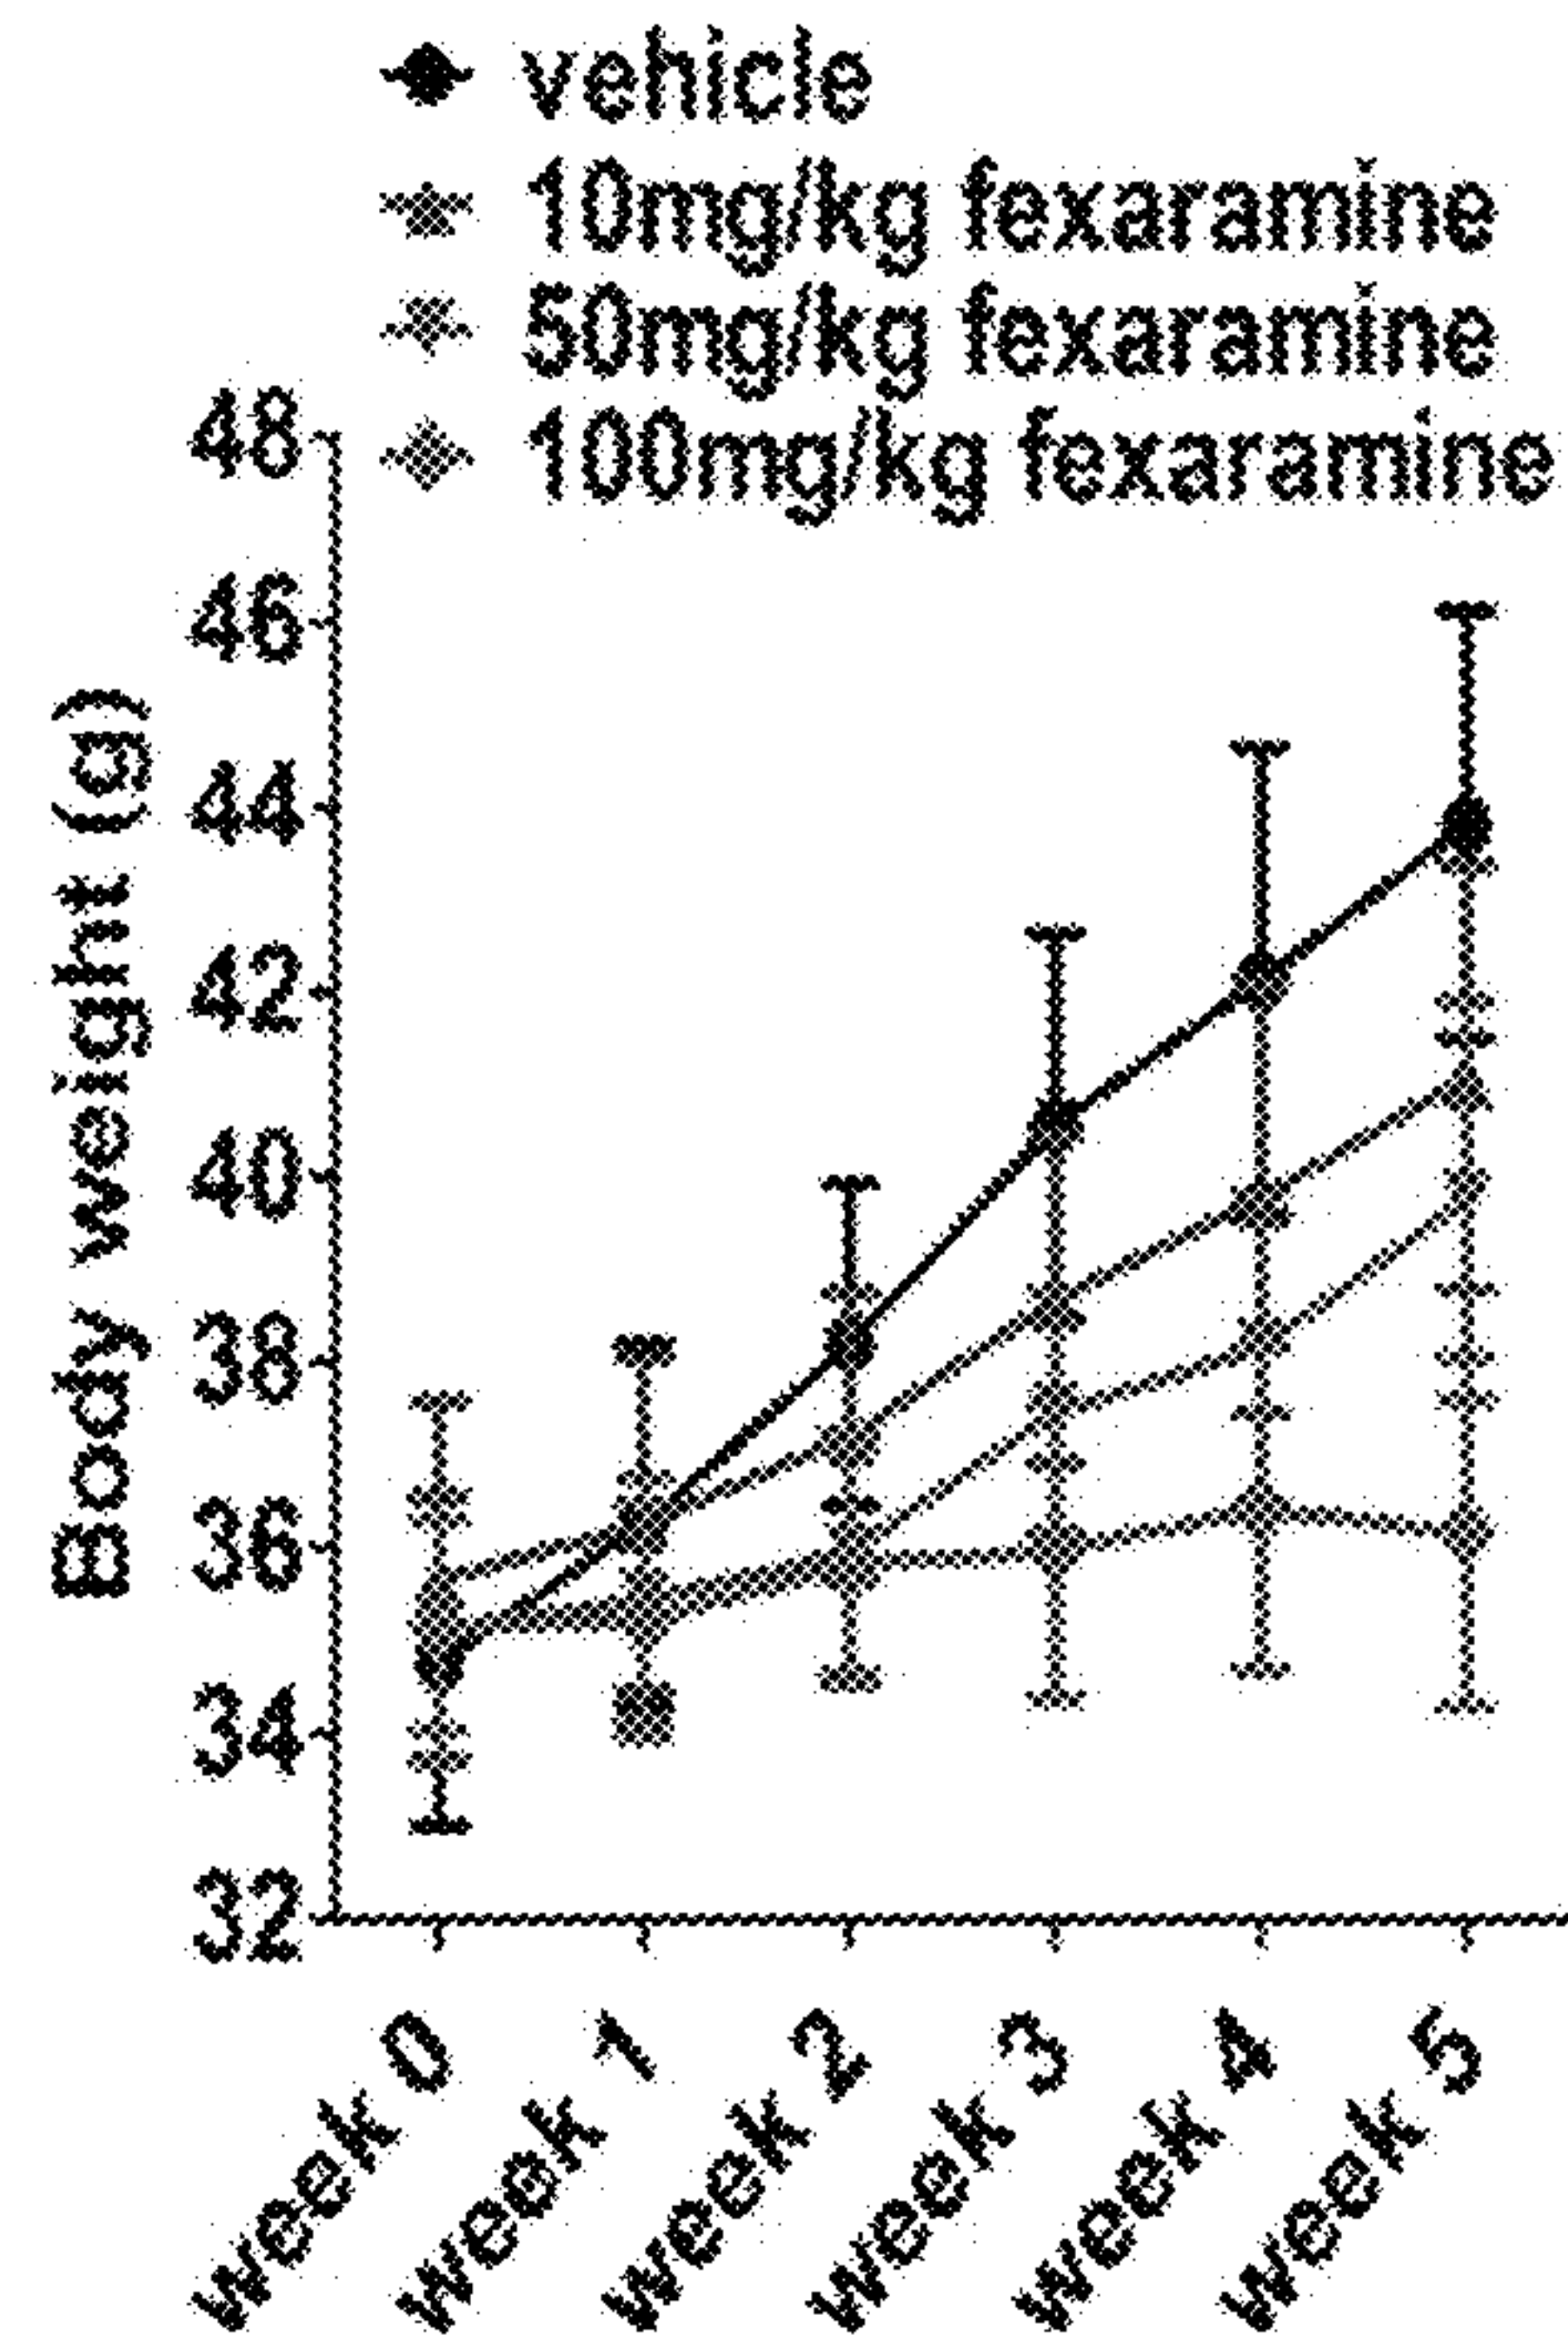 vehicle
10mg/kg fexaramine
50mg/kg fexaramine
100mg/kg fexaramine
48
46
44
42
40
38
36
34
32
Body weight (g)
week 0
week 1
week 2
week 3
week 4
week 5